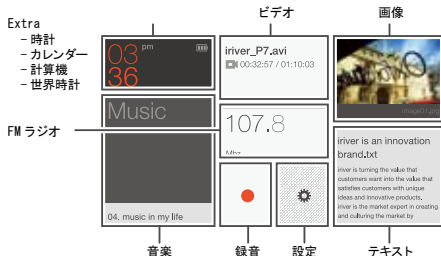 Extra
- 時計
- カレンダー
- 計算機
- 世界時計
ビデオ
画像
03 pm
36
iriver_P7.avi
00:32:57 / 01:10:03
image01.jpg
Music
FM ラジオ
107.8
Mhz
04. music in my life
iriver is an innovation
brand.txt
iriver is turning the value that
customers want into the value that
satisfies customers with unique
ideas and innovative products.
iriver is the market expert in creating
and culturing the market by
音楽
録音
設定
テキスト